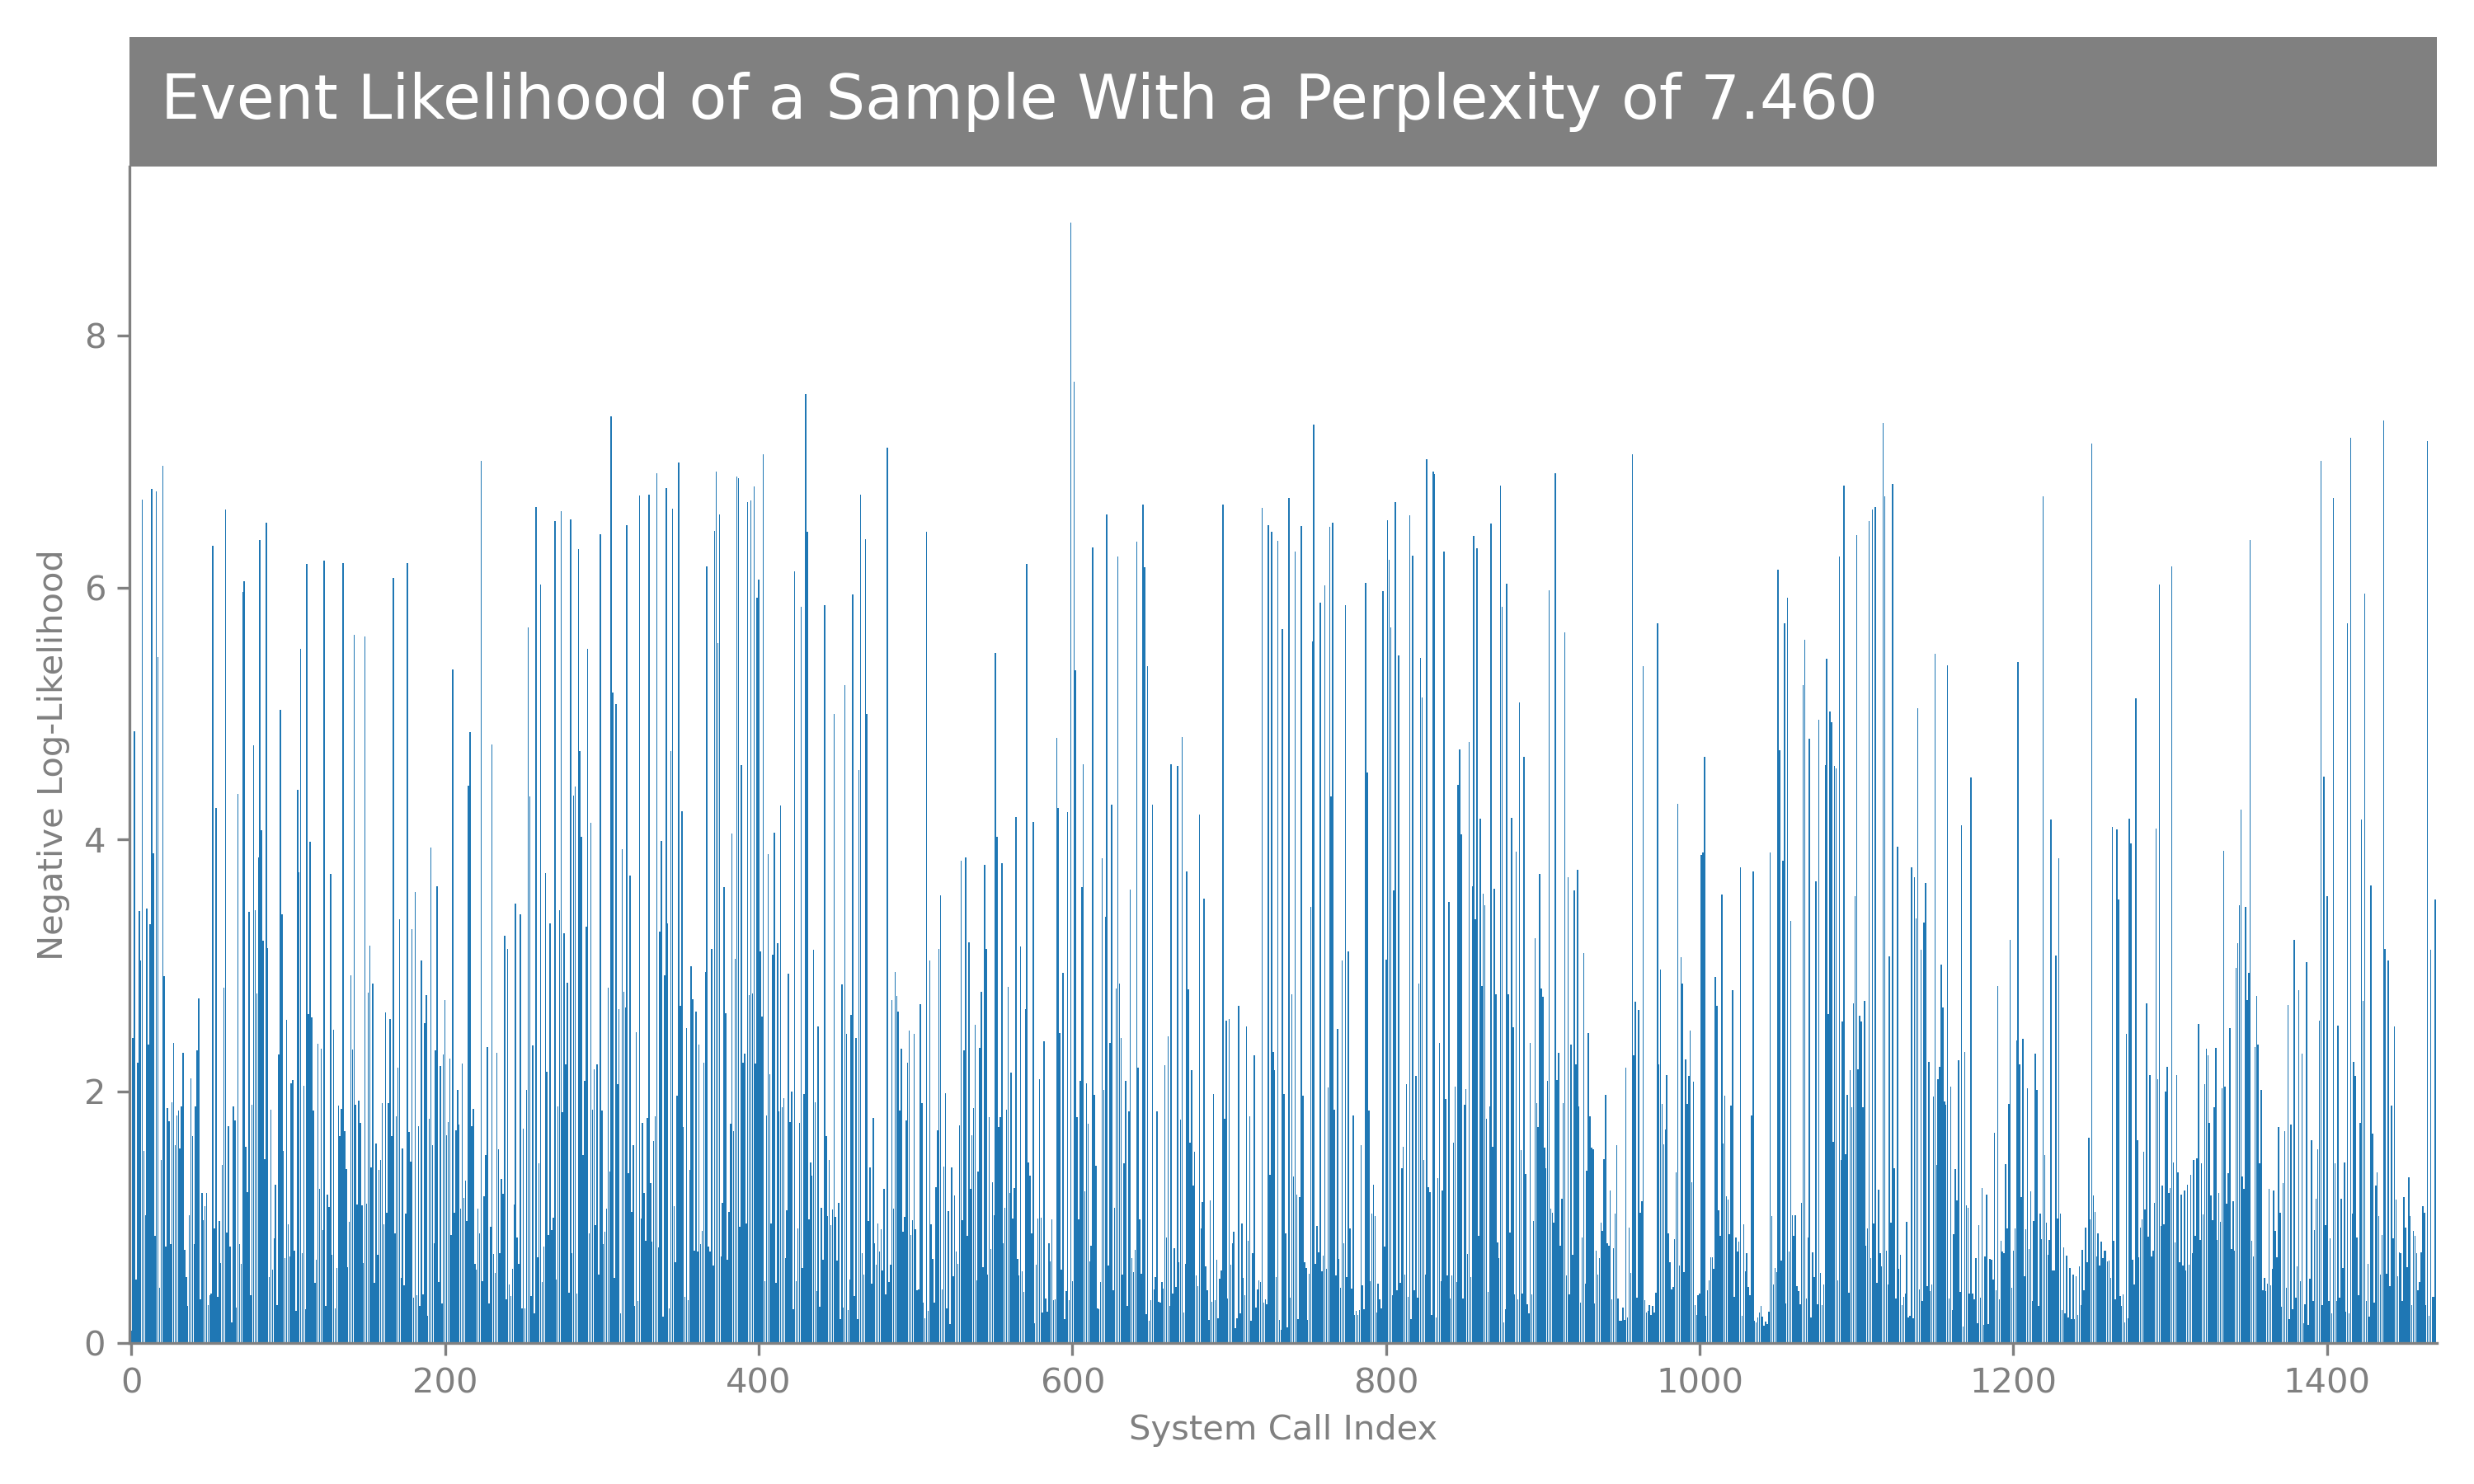 Event Likelihood of a Sample With a Perplexity of 7.460
8
6
4
2
0
Negative Log-Likelihood
0 200 400 600 800 1000 1200 1400
System Call Index